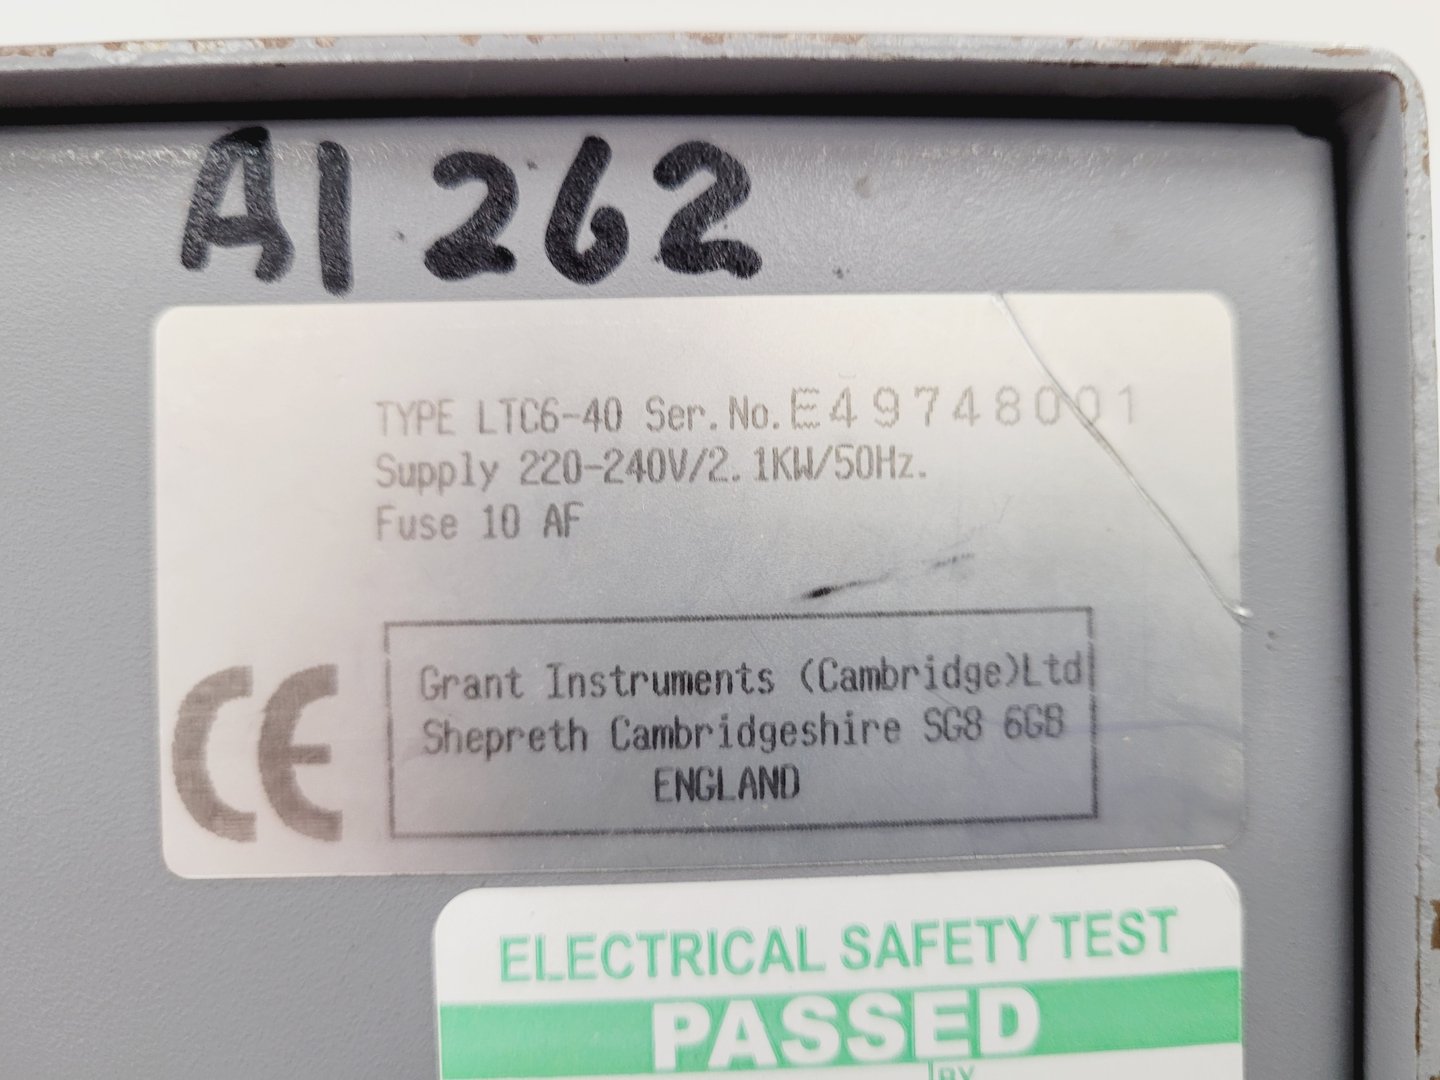 A1262
TYPE LTC6-40 Ser.No.E49748001
Supply 220-240V/2.1KW/50Hz.
Fuse 10 AF
CE
Grant Instruments (Cambridge)Ltd
Shepreth Cambridgeshire SG8 6GB
ENGLAND
ELECTRICAL SAFETY TEST
PASSED
BY